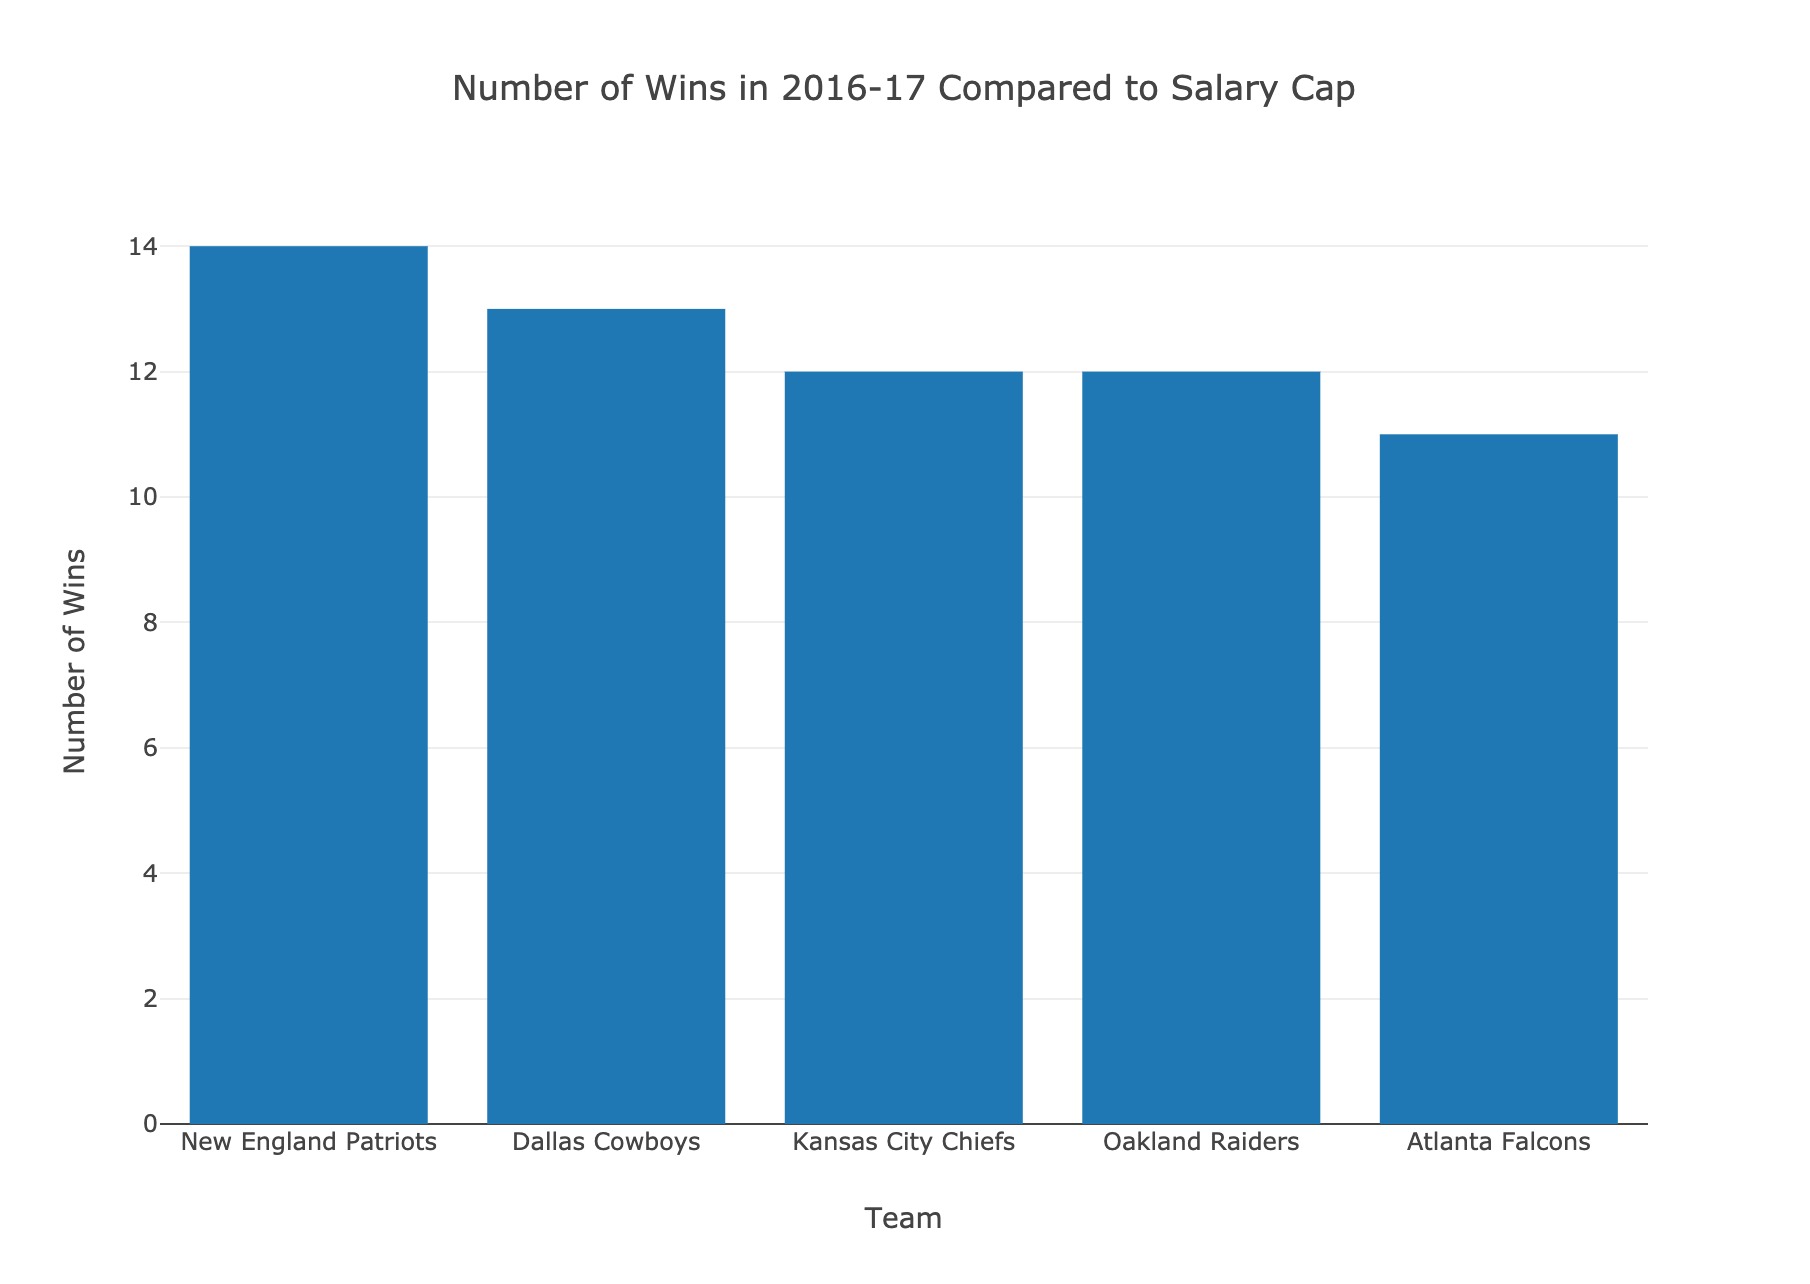 Number of Wins in 2016-17 Compared to Salary Cap
14
12
10
8
6
4
2
0
Number of Wins
New England Patriots
Dallas Cowboys
Kansas City Chiefs
Oakland Raiders
Atlanta Falcons
Team